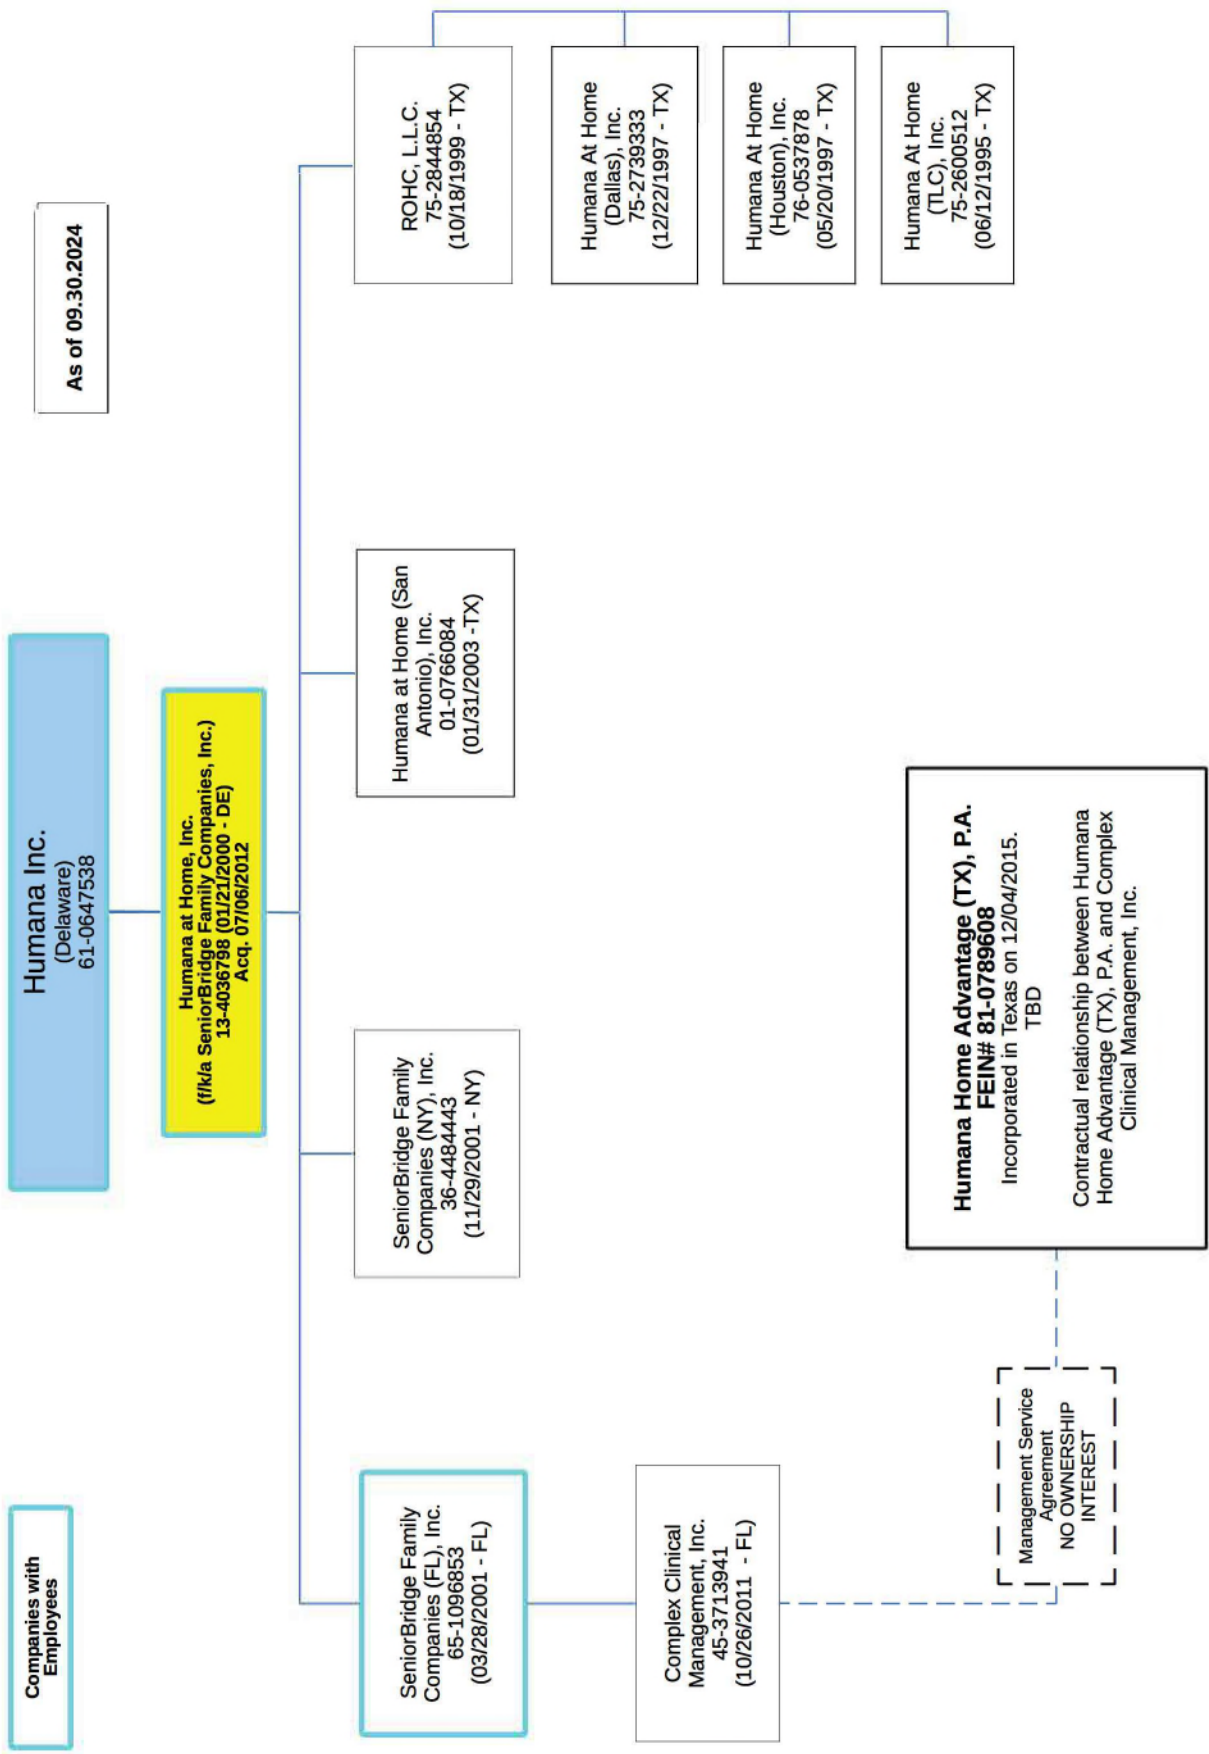 Companies with
Employees
Humana Inc.
(Delaware)
61-0647538
As of 09.30.2024
Humana at Home, Inc.
(f/k/a SeniorBridge Family Companies, Inc.)
13-4036798 (01/21/2000 - DE)
Acq. 07/06/2012
SeniorBridge Family
Companies (FL), Inc.
65-1096853
(03/28/2001 - FL)
SeniorBridge Family
Companies (NY), Inc.
36-4484443
(11/29/2001 - NY)
Humana at Home (San
Antonio), Inc.
01-0766084
(01/31/2003 -TX)
ROHC, L.L.C.
75-2844854
(10/18/1999 - TX)
Humana At Home
(Dallas), Inc.
75-2739333
(12/22/1997 - TX)
Humana At Home
(Houston), Inc.
76-0537878
(05/20/1997 - TX)
Humana At Home
(TLC), Inc.
75-2600512
(06/12/1995 - TX)
Complex Clinical
Management, Inc.
45-3713941
(10/26/2011 - FL)
Management Service
Agreement
NO OWNERSHIP
INTEREST
Humana Home Advantage (TX), P.A.
FEIN# 81-0789608
Incorporated in Texas on 12/04/2015.
TBD
Contractual relationship between Humana
Home Advantage (TX), P.A. and Complex
Clinical Management, Inc.